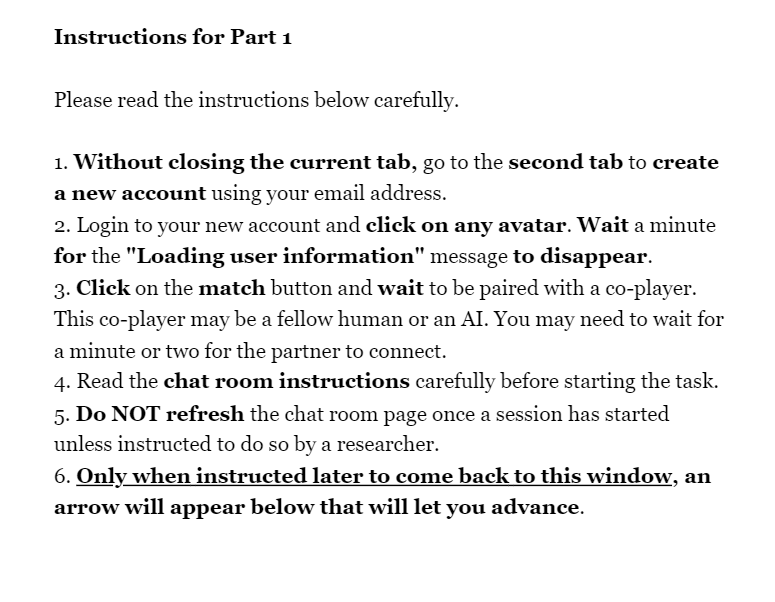 Instructions for Part 1
Please read the instructions below carefully.
1. Without closing the current tab, go to the second tab to create
a new account using your email address.
2. Login to your new account and click on any avatar. Wait a minute
for the "Loading user information" message to disappear.
3. Click on the match button and wait to be paired with a co-player.
This co-player may be a fellow human or an AI. You may need to wait for
a minute or two for the partner to connect.
4. Read the chat room instructions carefully before starting the task.
5. Do NOT refresh the chat room page once a session has started
unless instructed to do so by a researcher.
6. Only when instructed later to come back to this window, an
arrow will appear below that will let you advance.